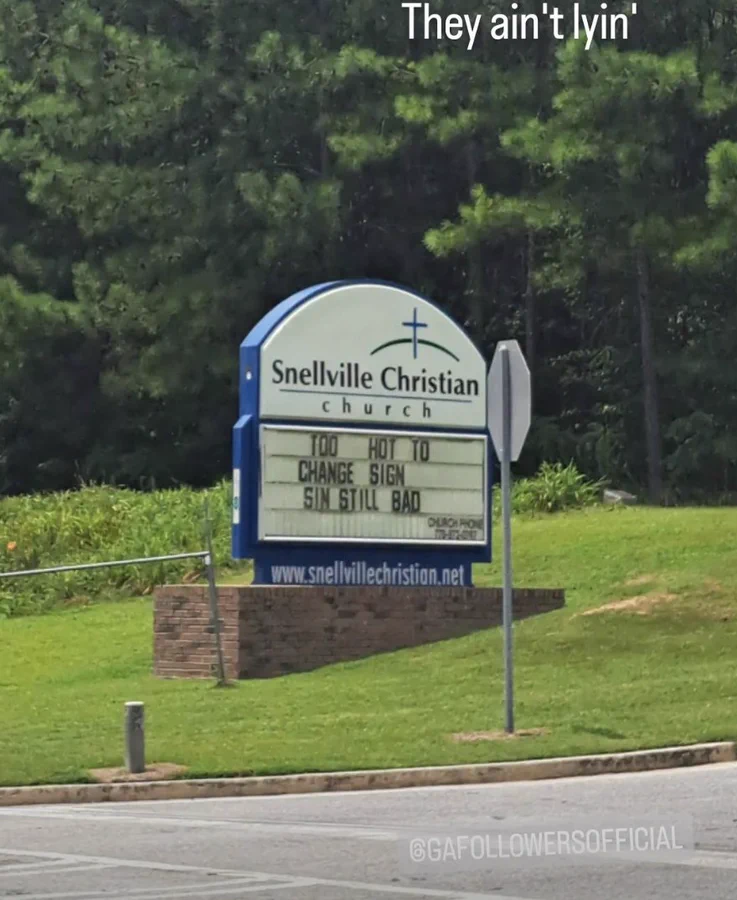 They ain't lyin'
Snellville Christian
church
TOO HOT TO
CHANGE SIGN
SIN STILL BAD
CHURCH PHONE
www.snellvillechristian.net
@GAFOLLOWERSOFFICIAL